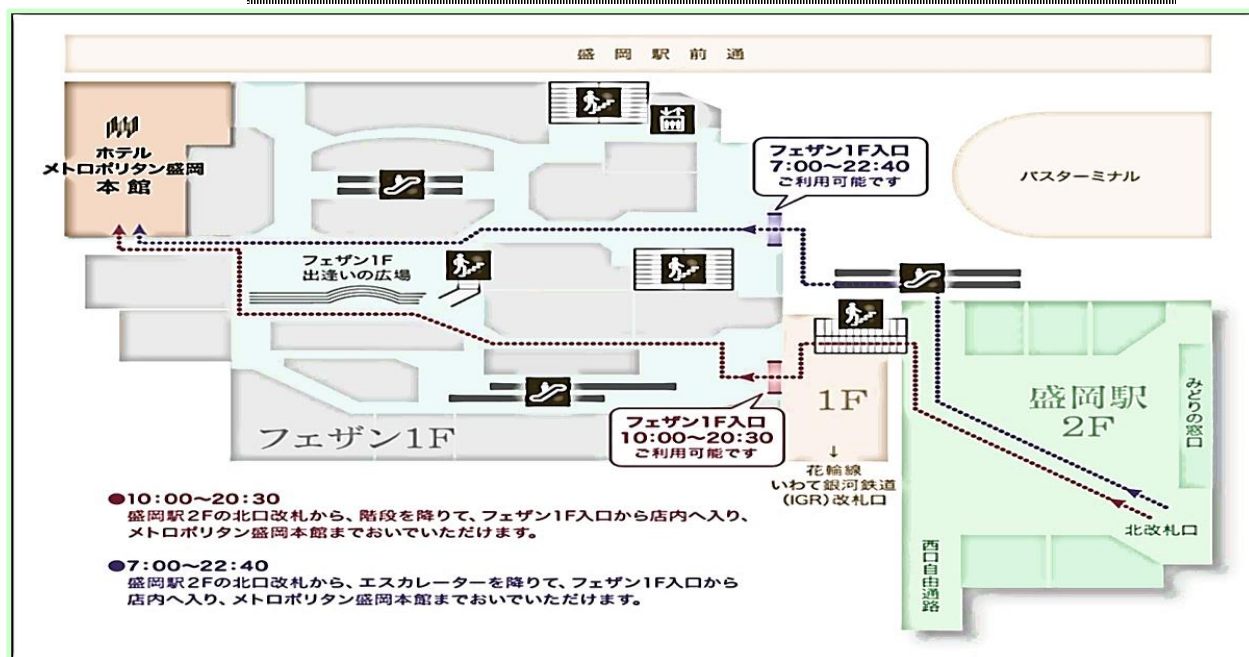 盛岡駅前通
ホテル
メトロポリタン盛岡
本館
フェザン1F入口
7:00～22:40
ご利用可能です
バスターミナル
フェザン1F
出逢いの広場
フェザン1F
フェザン1F入口
10:00～20:30
ご利用可能です
1F
↓
花輪線
いわて銀河鉄道
(IGR)改札口
盛岡駅
2F
みどりの窓口
北改札口
西口自由通路
●10:00～20:30
盛岡駅2Fの北口改札から、階段を降りて、フェザン1F入口から店内へ入り、
メトロポリタン盛岡本館までおいでいただけます。
●7:00～22:40
盛岡駅2Fの北口改札から、エスカレーターを降りて、フェザン1F入口から
店内へ入り、メトロポリタン盛岡本館までおいでいただけます。